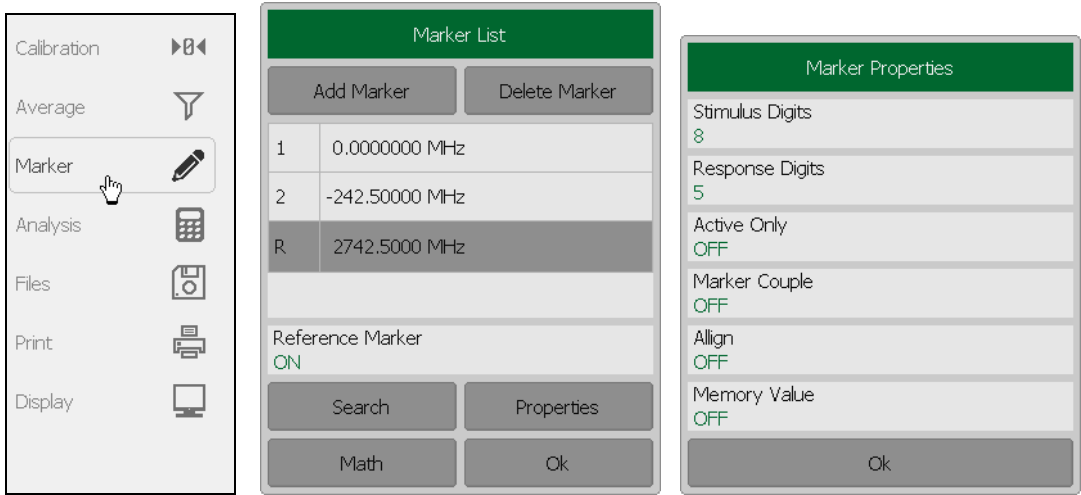 Calibration
Average
Marker
Analysis
Files
Print
Display
Marker List
Add Marker Delete Marker
1 0.0000000 MHz
2 -242.50000 MHz
R 2742.5000 MHz
Reference Marker
ON
Search Properties
Math Ok
Marker Properties
Stimulus Digits
8
Response Digits
5
Active Only
OFF
Marker Couple
OFF
Allign
OFF
Memory Value
OFF
Ok